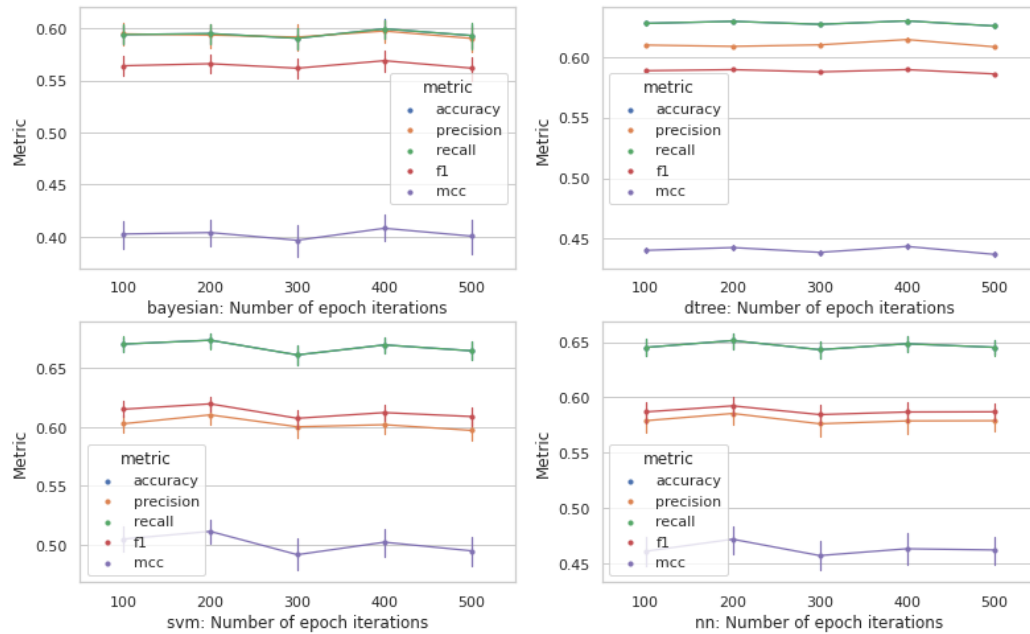 0.60
0.55
0.50
0.40
Metric
metric
accuracy
precision
recall
f1
mcc
100 200 300 400 500
bayesian: Number of epoch iterations
0.60
0.55
0.50
0.45
Metric
metric
accuracy
precision
recall
f1
mcc
100 200 300 400 500
dtree: Number of epoch iterations
0.65
0.60
0.55
0.50
Metric
metric
accuracy
precision
recall
f1
mcc
100 200 300 400 500
svm: Number of epoch iterations
0.65
0.60
0.55
0.50
0.45
Metric
metric
accuracy
precision
recall
f1
mcc
100 200 300 400 500
nn: Number of epoch iterations